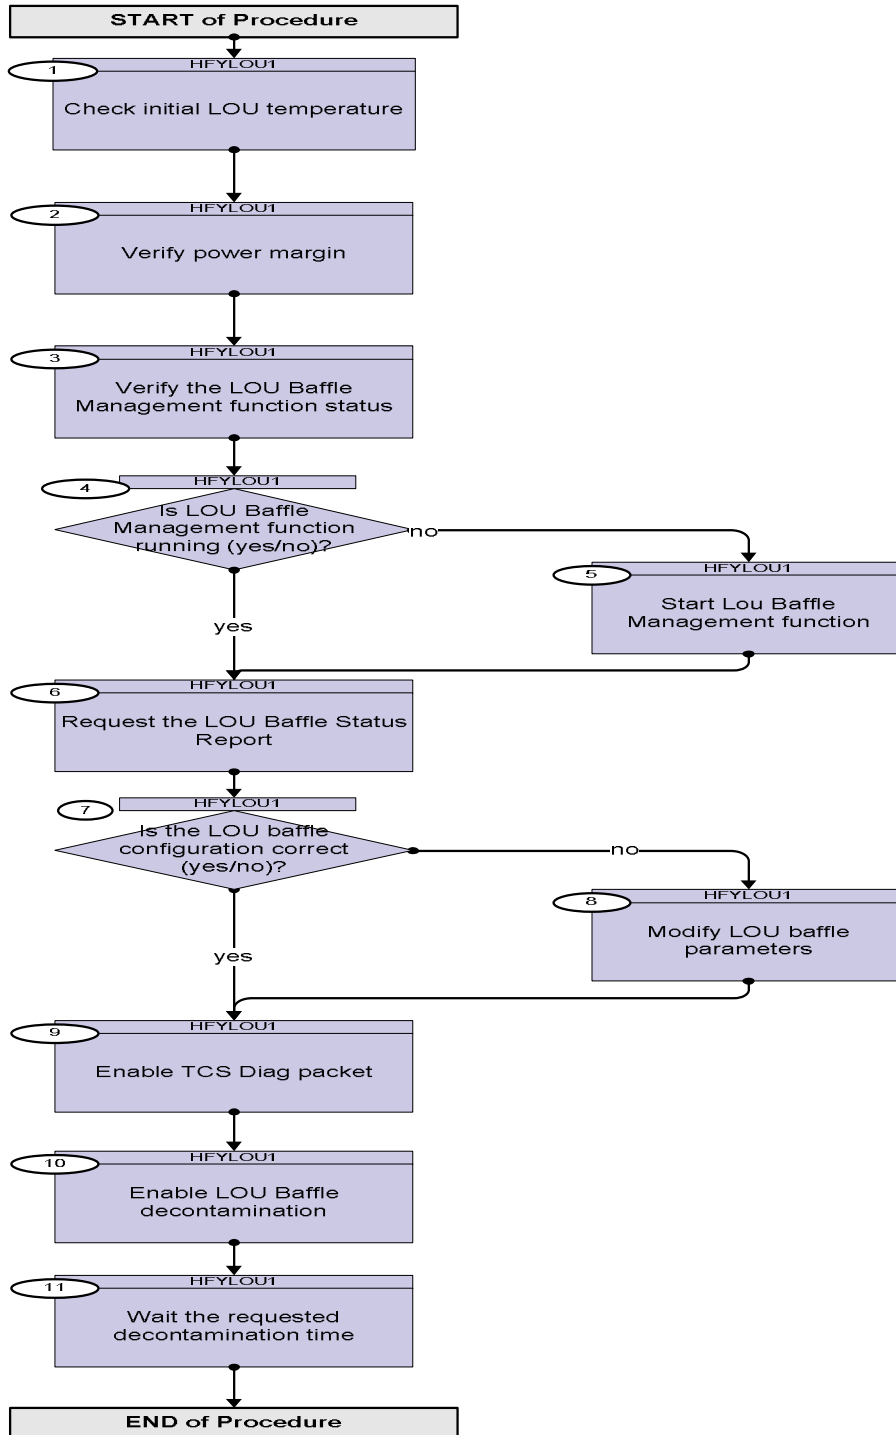 START of Procedure
HFYLOU1
1
Check initial LOU temperature
HFYLOU1
2
Verify power margin
HFYLOU1
3
Verify the LOU Baffle
Management function status
HFYLOU1
4
Is LOU Baffle
Management function
running (yes/no)?
no
HFYLOU1
5
Start Lou Baffle
Management function
yes
HFYLOU1
6
Request the LOU Baffle Status
Report
HFYLOU1
7
Is the LOU baffle
configuration correct
(yes/no)?
no
HFYLOU1
8
Modify LOU baffle
parameters
yes
HFYLOU1
9
Enable TCS Diag packet
HFYLOU1
10
Enable LOU Baffle
decontamination
HFYLOU1
11
Wait the requested
decontamination time
END of Procedure